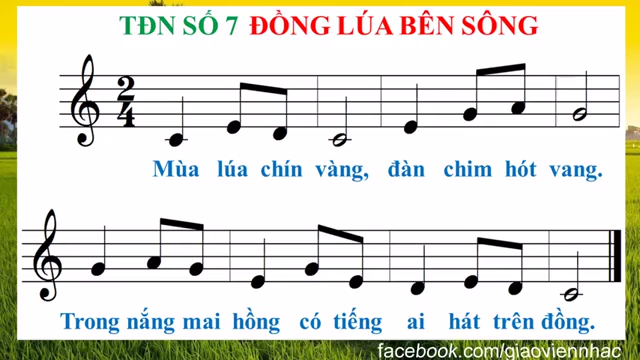 TĐN SỐ 7 ĐỒNG LÚA BÊN SÔNG
2
4
Mùa lúa chín vàng, đàn chim hót vang.
Trong nắng mai hồng có tiếng ai hát trên đồng.
facebook.com/giaoviennhac